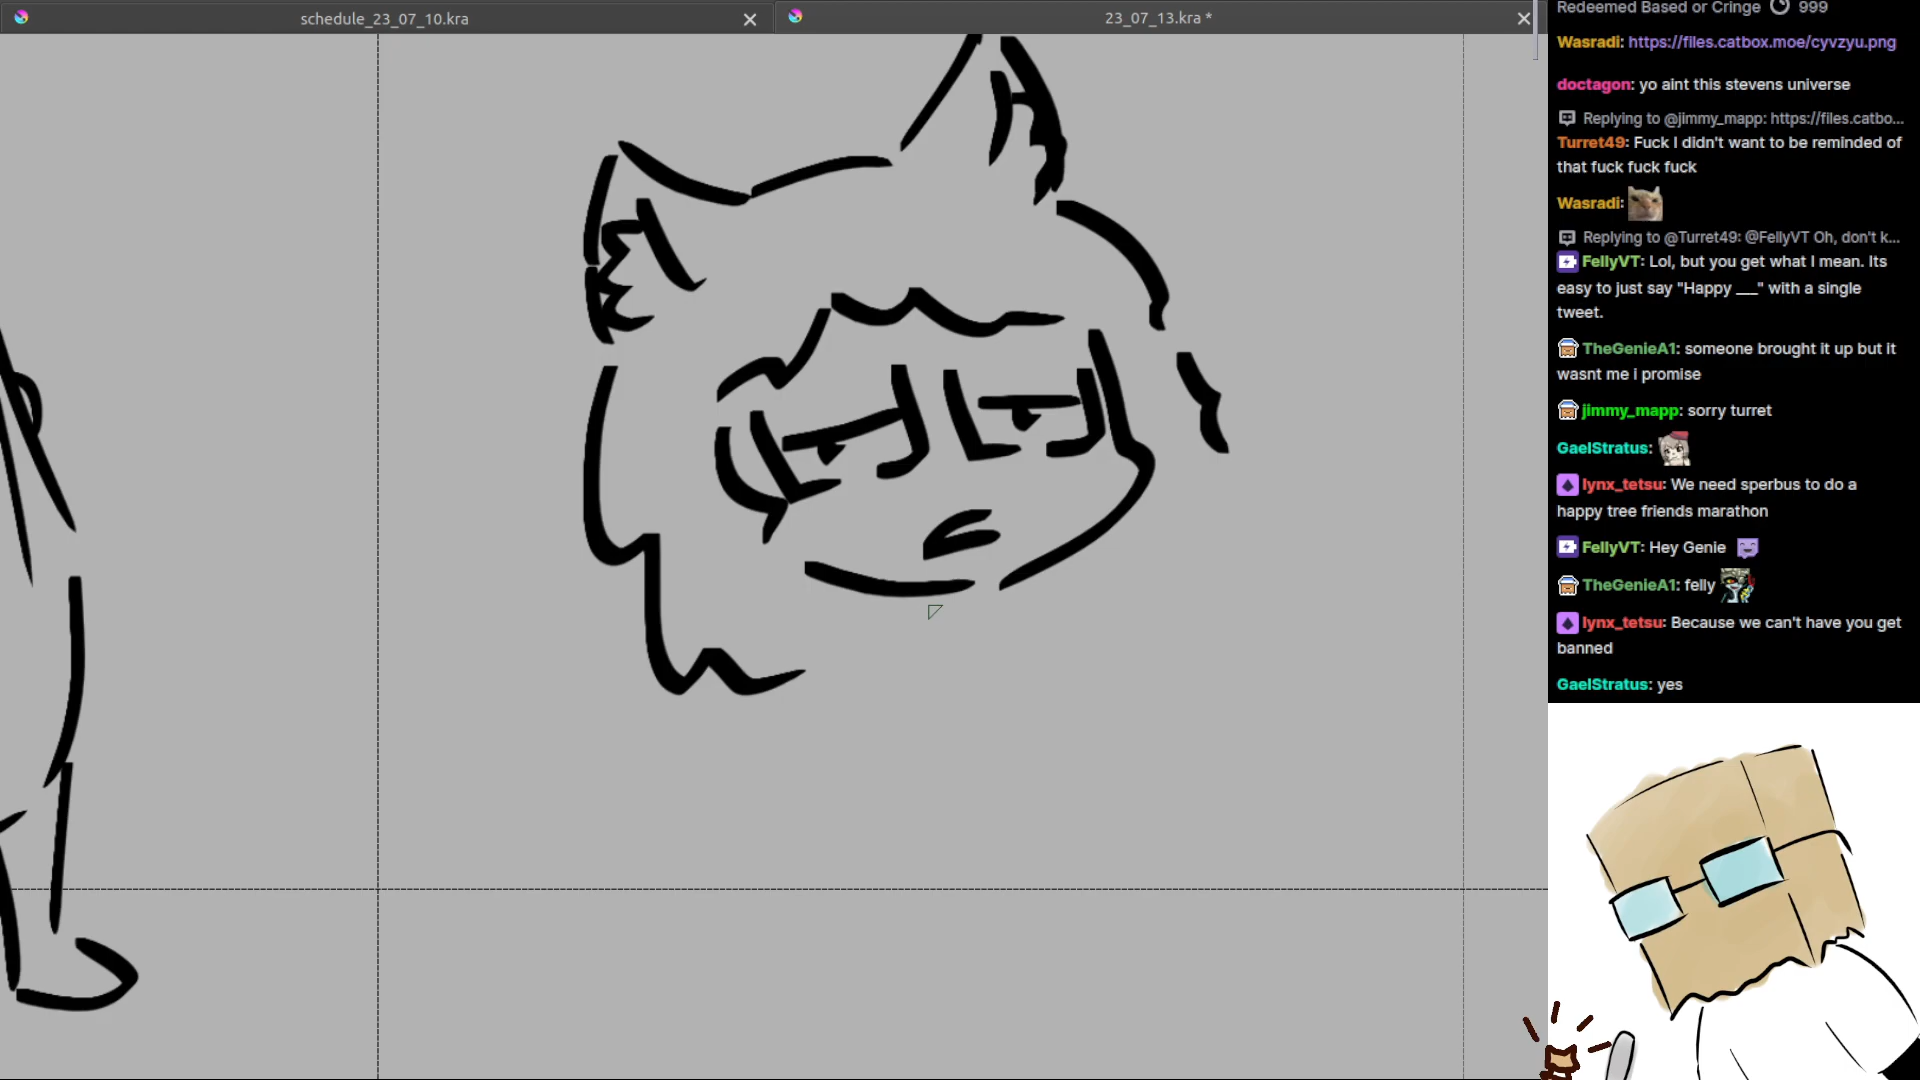 schedule_23_07_10.kra
23_07_13.kra *
Redeemed Based or Cringe 999
Wasradi: https://files.catbox.moe/cyvzyu.png
doctagon: yo aint this stevens universe
Replying to @jimmy_mapp: https://files.catbo...
Turret49: Fuck I didn't want to be reminded of
that fuck fuck fuck
Wasradi:
Replying to @Turret49: @FellyVT Oh, don't k...
FellyVT: Lol, but you get what I mean. Its
easy to just say "Happy ___" with a single
tweet.
TheGenieA1: someone brought it up but it
wasnt me i promise
jimmy_mapp: sorry turret
GaelStratus:
lynx_tetsu: We need sperbus to do a
happy tree friends marathon
FellyVT: Hey Genie
TheGenieA1: felly
lynx_tetsu: Because we can't have you get
banned
GaelStratus: yes